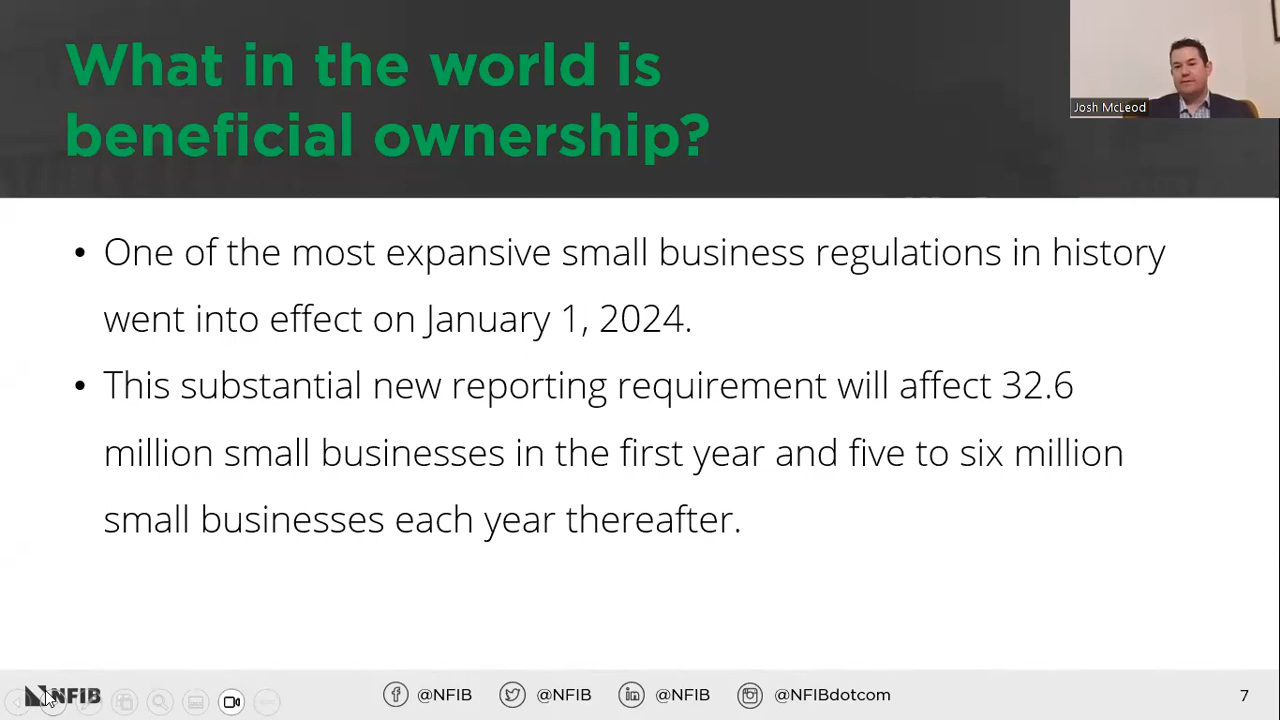 What in the world is
beneficial ownership?
Josh McLeod
• One of the most expansive small business regulations in history
went into effect on January 1, 2024.
• This substantial new reporting requirement will affect 32.6
million small businesses in the first year and five to six million
small businesses each year thereafter.
NFIB @NFIB @NFIB @NFIB @NFIBdotcom 7